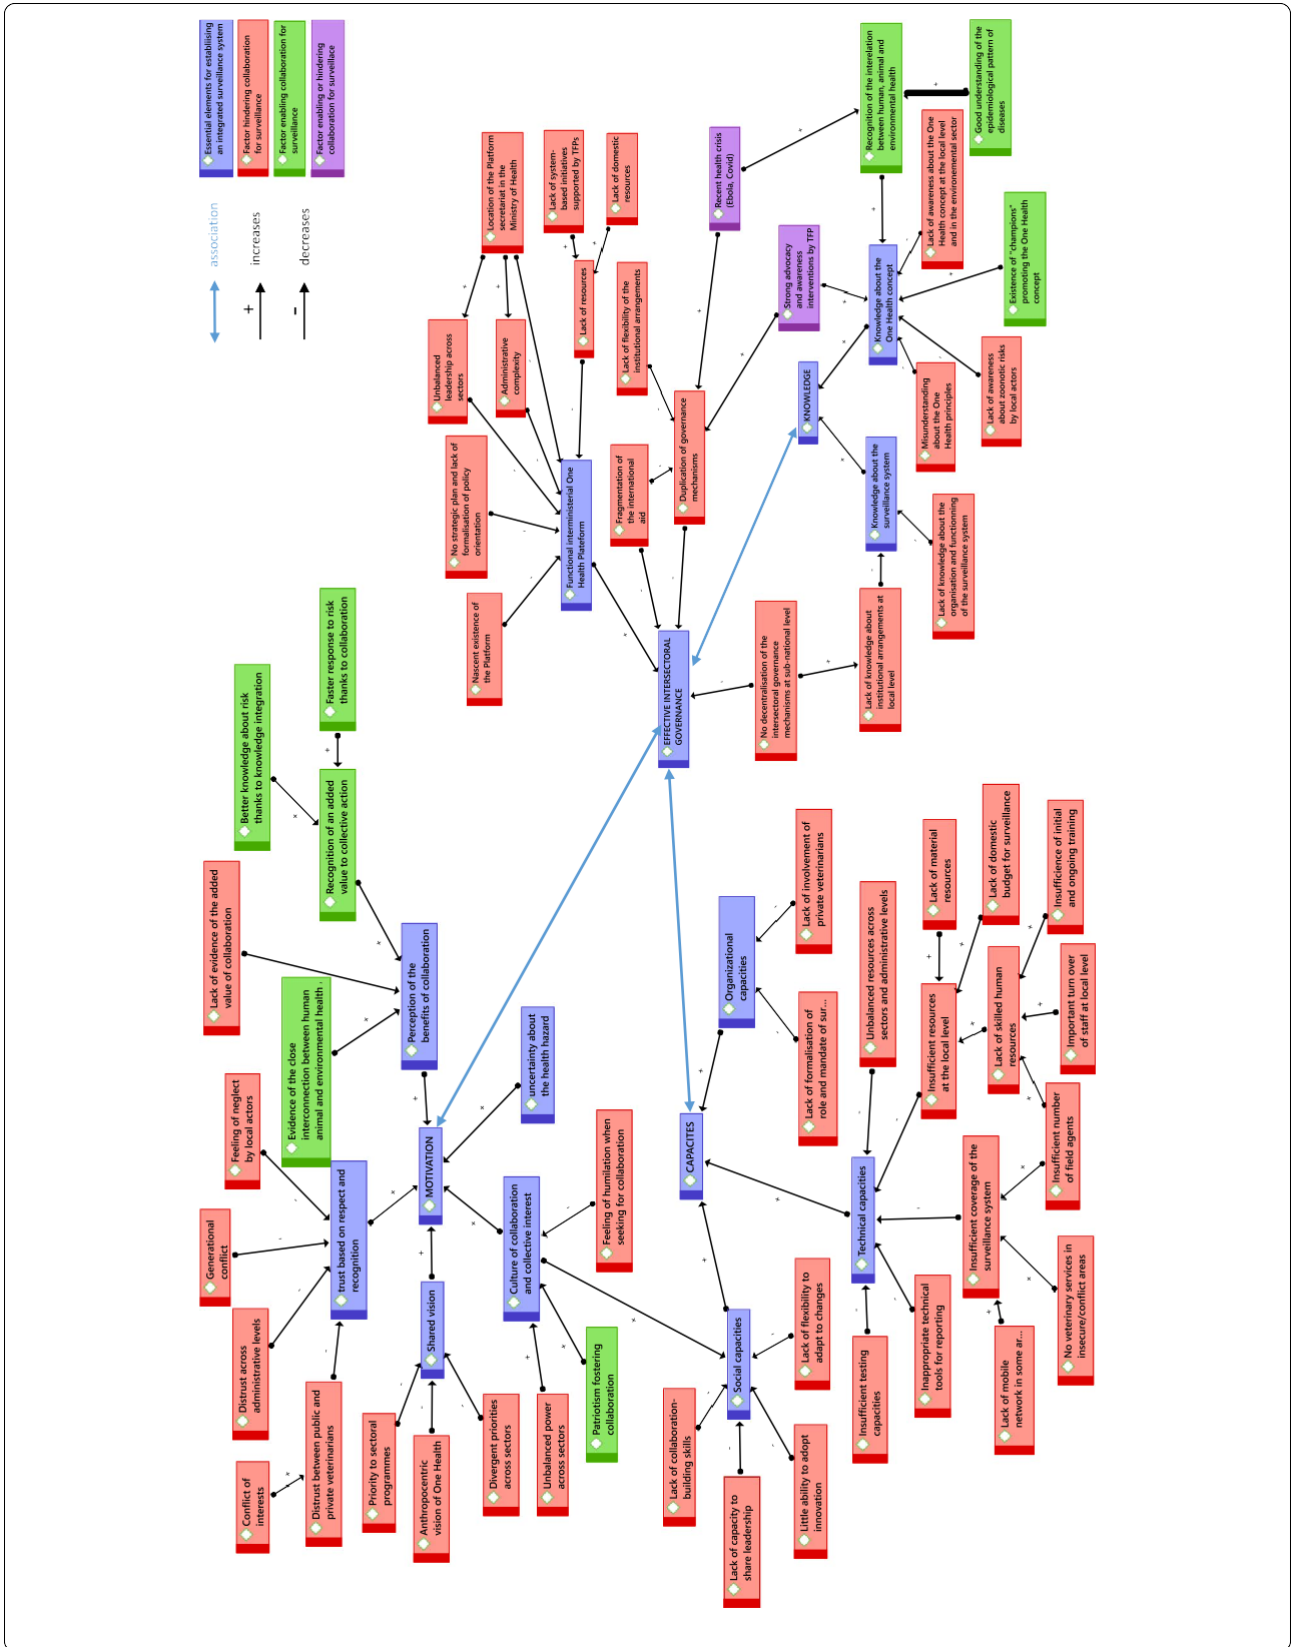 Essential elements for establiising
an integrated surveillance system
Factor hindering collaboration
for surveillance
Factor enabling collaboration for
surveillance
Factor enabling or hindering
collaboration for surveillace
association
+
increases
-
decreases
Location of the Platform
secretariat in the
Ministry of Health
Lack of system-
based initiatives
supported by TFPs
Lack of domestic
resources
Unbalanced
leadership across
sectors
Administrative
complexity
Lack of resources
No strategic plan and lack of
formalisation of policy
orientation
Nascent existence of
the Platform
Functional interministerial One
Health Plateform
Lack of flexibility of the
institutional arrangements
Fragmentation of
the international
aid
Duplication of governance
mechanisms
Recent health crisis
(Ebola, Covid)
Strong advocacy
and awareness
interventions by TFP
Recognition of the interelation
between human, animal and
environmental health
Good understanding of the
epidemiological pattern of
diseases
Lack of awareness about the One
Health concept at the local level
and in the environemental sector
Existence of "champions"
promoting the One Health
concept
Knowledge about the
One Health concept
KNOWLEDGE
Misunderstanding
about the One
Health principles
Lack of awareness
about zoonotic risks
by local actors
Knowledge about the
surveillance system
Lack of knowledge about the
organisation and functionning
of the surveillance system
Lack of knowledge about
institutional arrangements at
local level
No decentralisation of the
intersectoral governance
mechanisms at sub-national level
EFFECTIVE INTERSECTORAL
GOVERNANCE
Better knowledge about risk
thanks to knowledge integration
Faster response to risk
thanks to collaboration
Recognition of an added
value to collective action
Lack of evidence of the added
value of collaboration
Evidence of the close
interconnection between human
animal and environmental health .
Perception of the
benefits of collaboration
uncertainty about
the health hazard
Feeling of neglect
by local actors
Generational
conflict
Distrust across
administrative levels
Conflict of
interests
Distrust between public and
private veterinarians
trust based on respect and
recognition
MOTIVATION
Shared vision
Priority to sectoral
programmes
Anthropocentric
vision of One Health
Divergent priorities
across sectors
Culture of collaboration
and collective interest
Feeling of humilation when
seeking for collaboration
Unbalanced power
across sectors
Patriotism fostering
collaboration
CAPACITES
Organizational
capacities
Lack of involvement of
private veterinarians
Lack of formalisation of
role and mandate of sur...
Social capacities
Lack of collaboration-
building skills
Lack of capacity to
share leadership
Little ability to adopt
innovation
Lack of flexibility to
adapt to changes
Technical capacities
Unbalanced resources across
sectors and administrative levels
Insufficient resources
at the local level
Lack of material
resources
Lack of domestic
budget for surveillance
Lack of skilled human
resources
Insufficience of initial
and ongoing training
Important turn over
of staff at local level
Insufficient number
of field agents
Insufficient coverage of the
surveillance system
No veterinary services in
insecure/conflict areas
Lack of mobile
network in some ar...
Inappropriate technical
tools for reporting
Insufficient testing
capacities